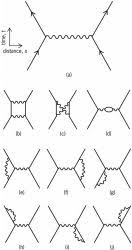 time, t
distance, x
(a)
(b) (c) (d)
(e) (f) (g)
(h) (i) (j)